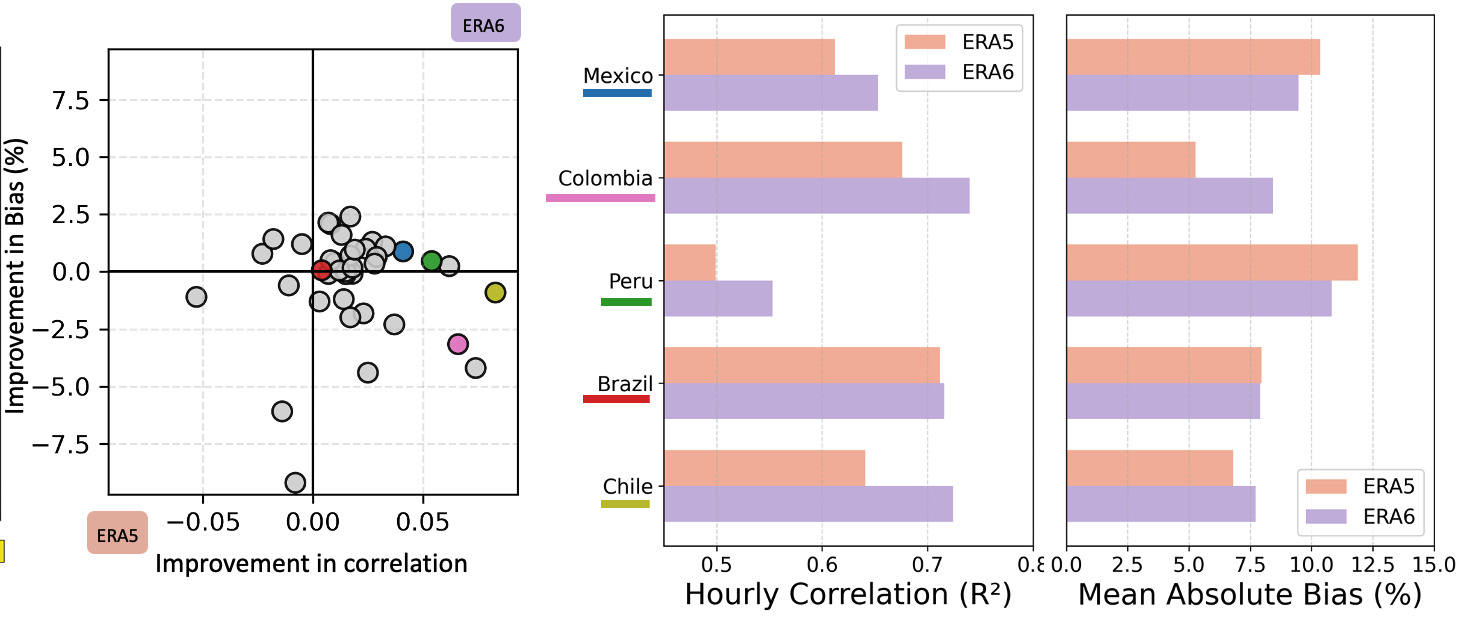 ERA6
Improvement in Bias (%)
7.5
5.0
2.5
0.0
−2.5
−5.0
−7.5
−0.05 0.00 0.05
ERA5
Improvement in correlation
ERA5
ERA6
Mexico
Colombia
Peru
Brazil
Chile
0.5 0.6 0.7 0.8
Hourly Correlation (R²)
ERA5
ERA6
0.0 2.5 5.0 7.5 10.0 12.5 15.0
Mean Absolute Bias (%)